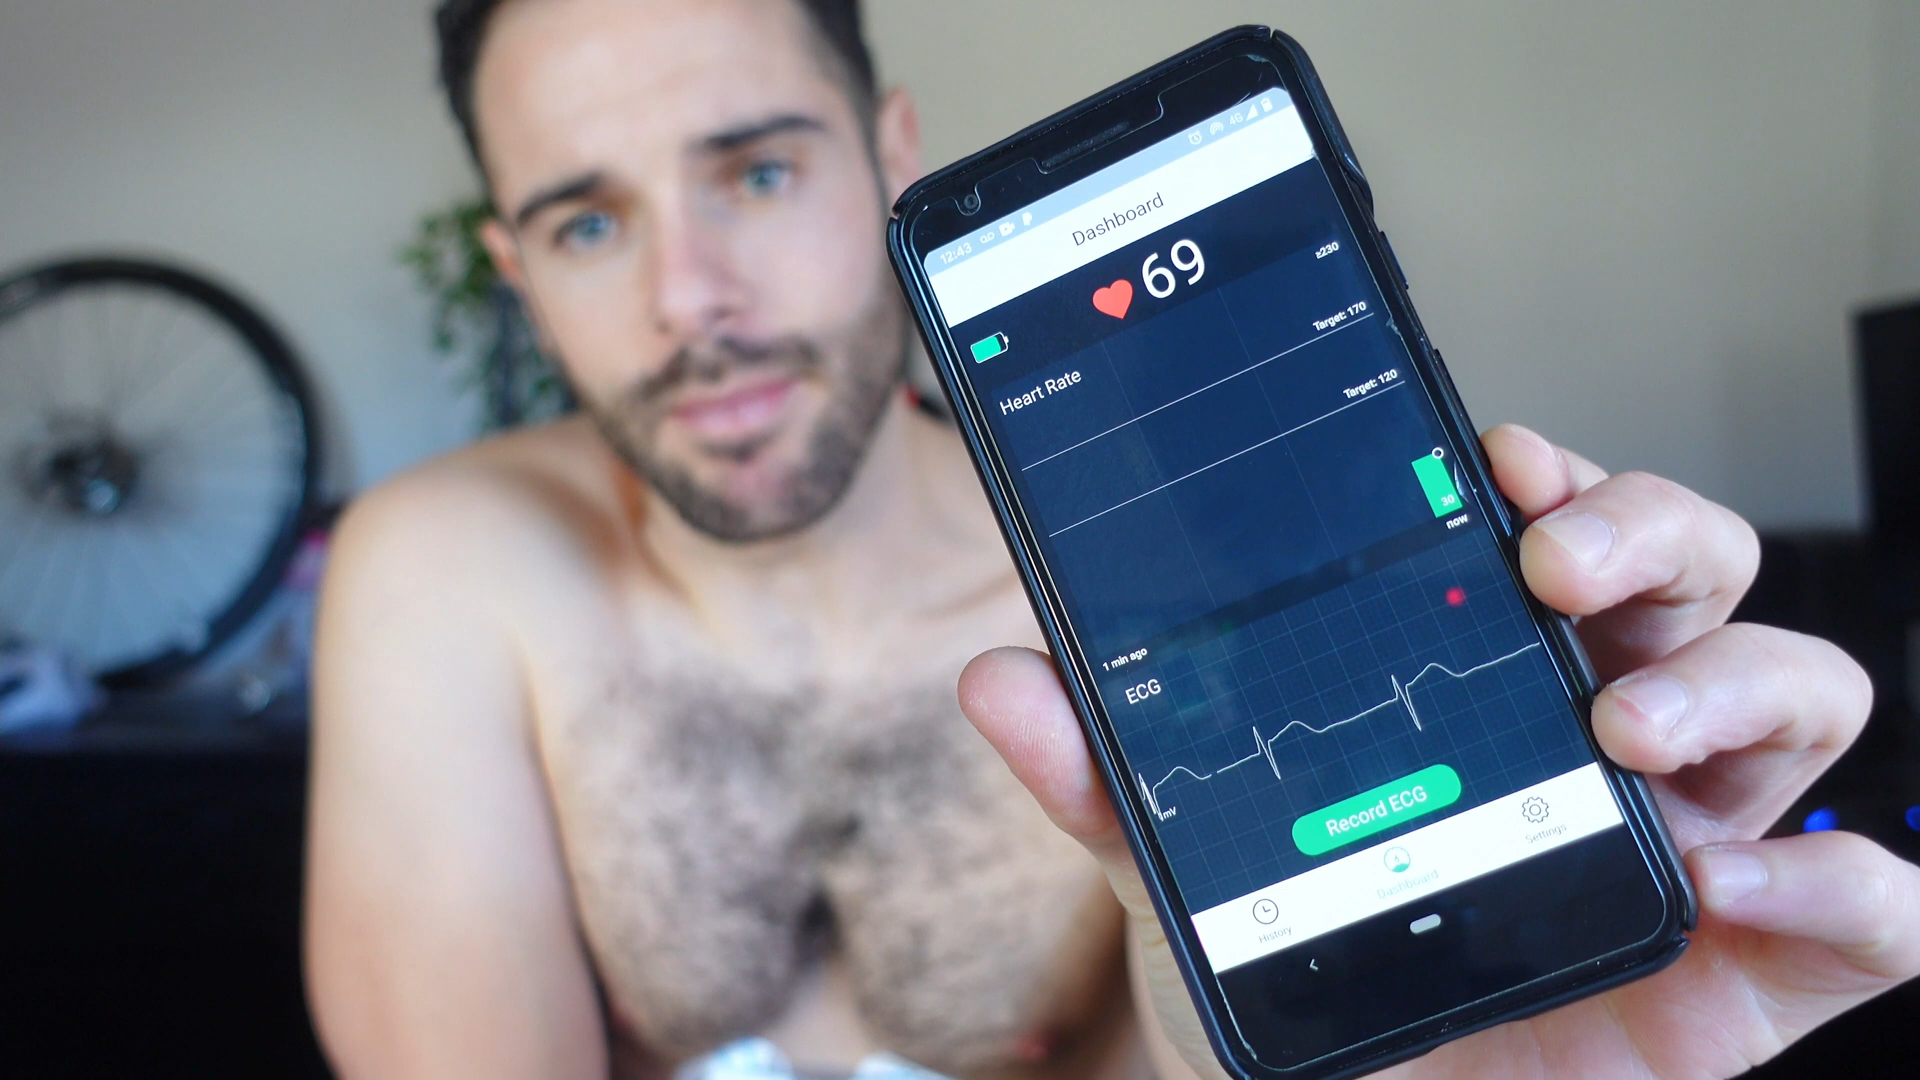 12:43
4G
Dashboard
69
≥230
Target: 170
Heart Rate
Target: 120
30
now
1 min ago
ECG
mV
Record ECG
History
Dashboard
Settings